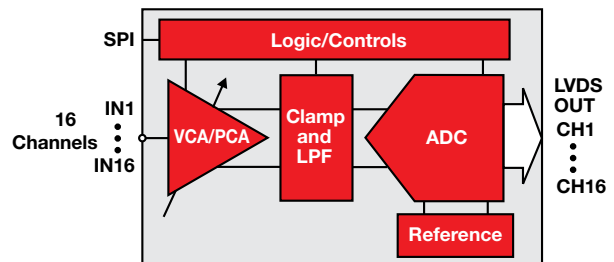 SPI
Logic/Controls
LVDS
OUT
IN1
16
Channels
IN16
VCA/PCA
Clamp
and
LPF
ADC
CH1
CH16
Reference